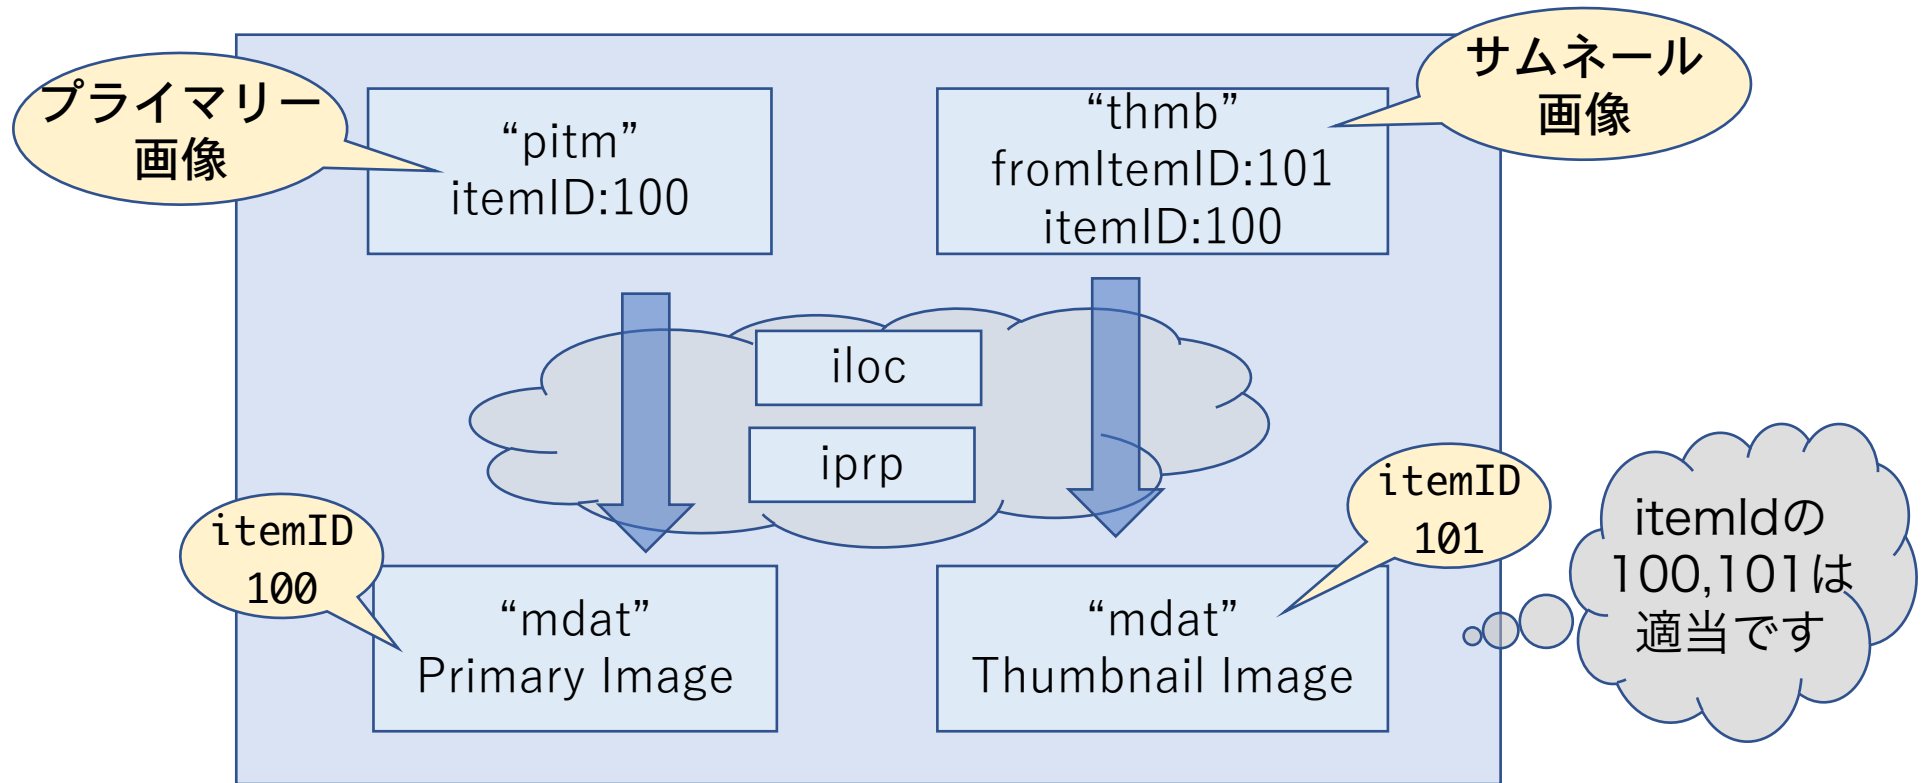 プライマリー
画像
“pitm”
itemID:100
“thmb”
fromItemID:101
itemID:100
サムネール
画像
iloc
iprp
itemID
100
“mdat”
Primary Image
itemID
101
“mdat”
Thumbnail Image
itemIdの
100,101は
適当です